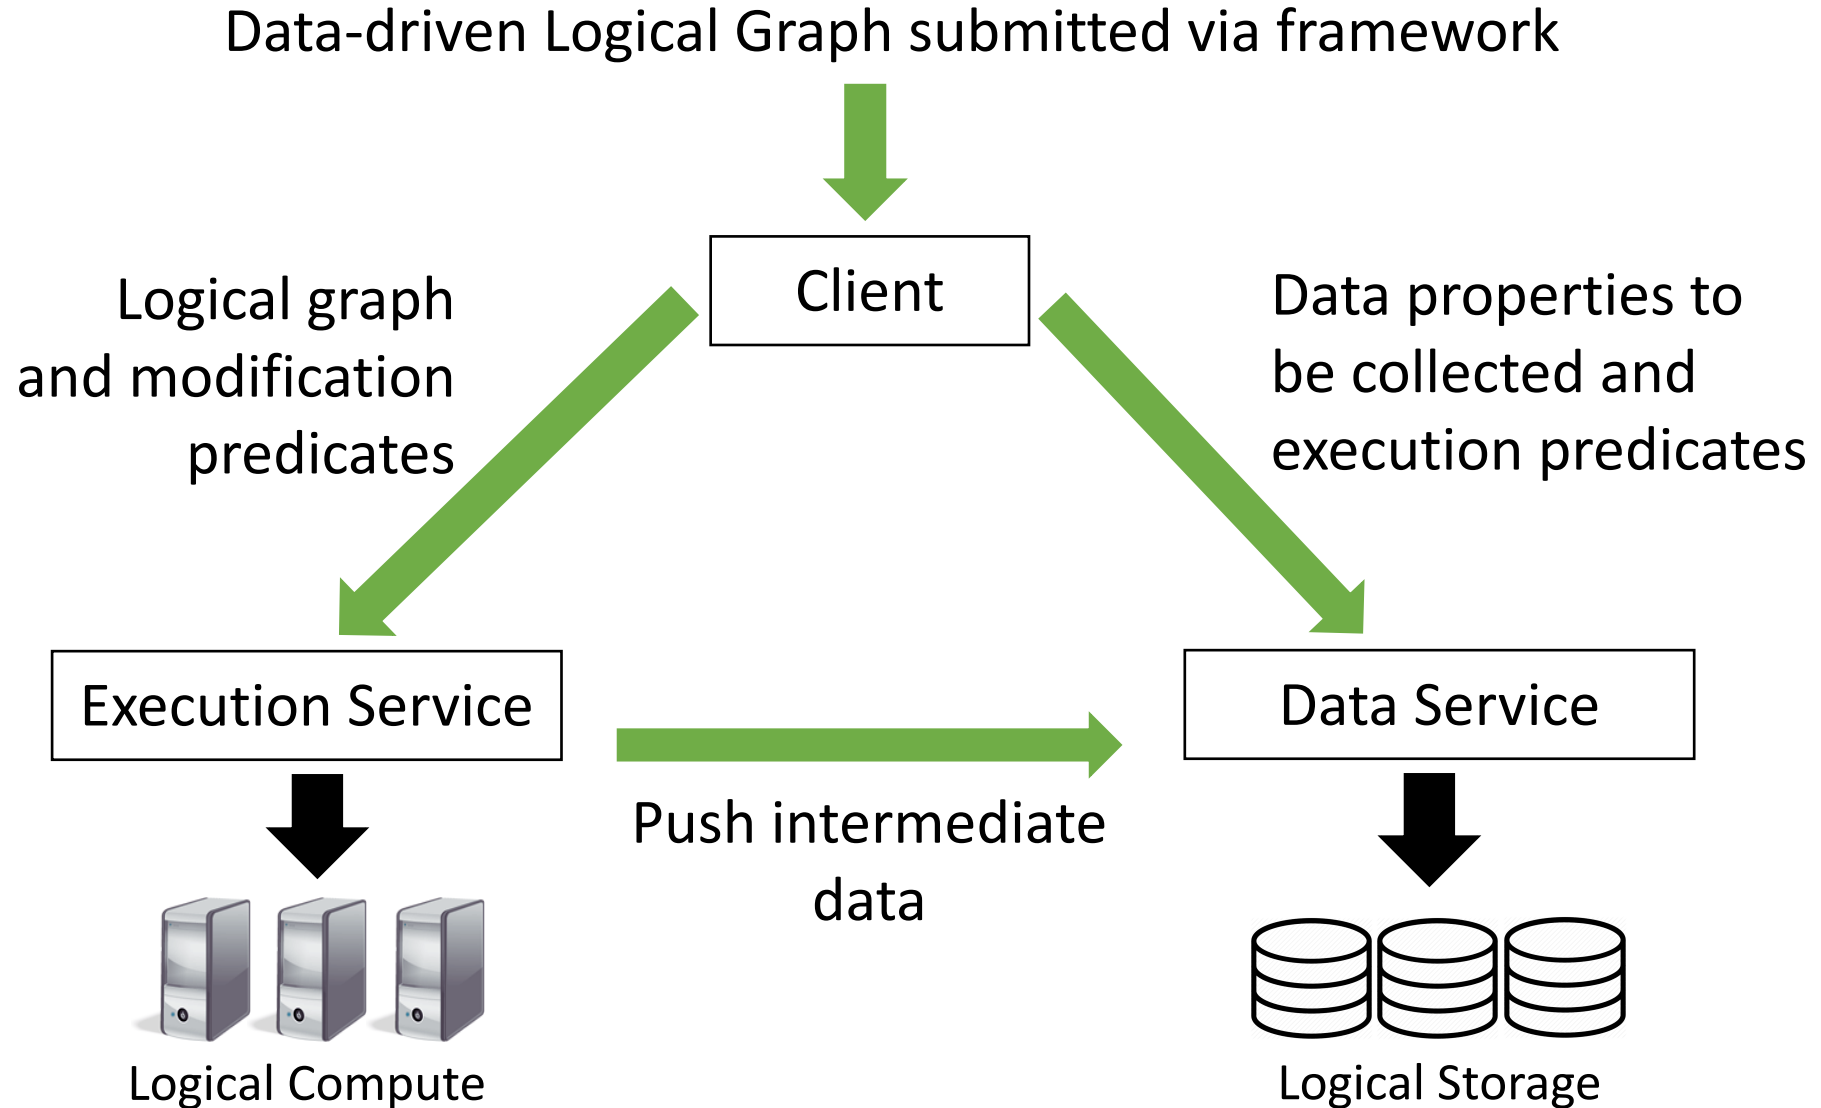 Data-driven Logical Graph submitted via framework
Client
Logical graph
and modification
predicates
Data properties to
be collected and
execution predicates
Execution Service
Data Service
Push intermediate
data
Logical Compute
Logical Storage